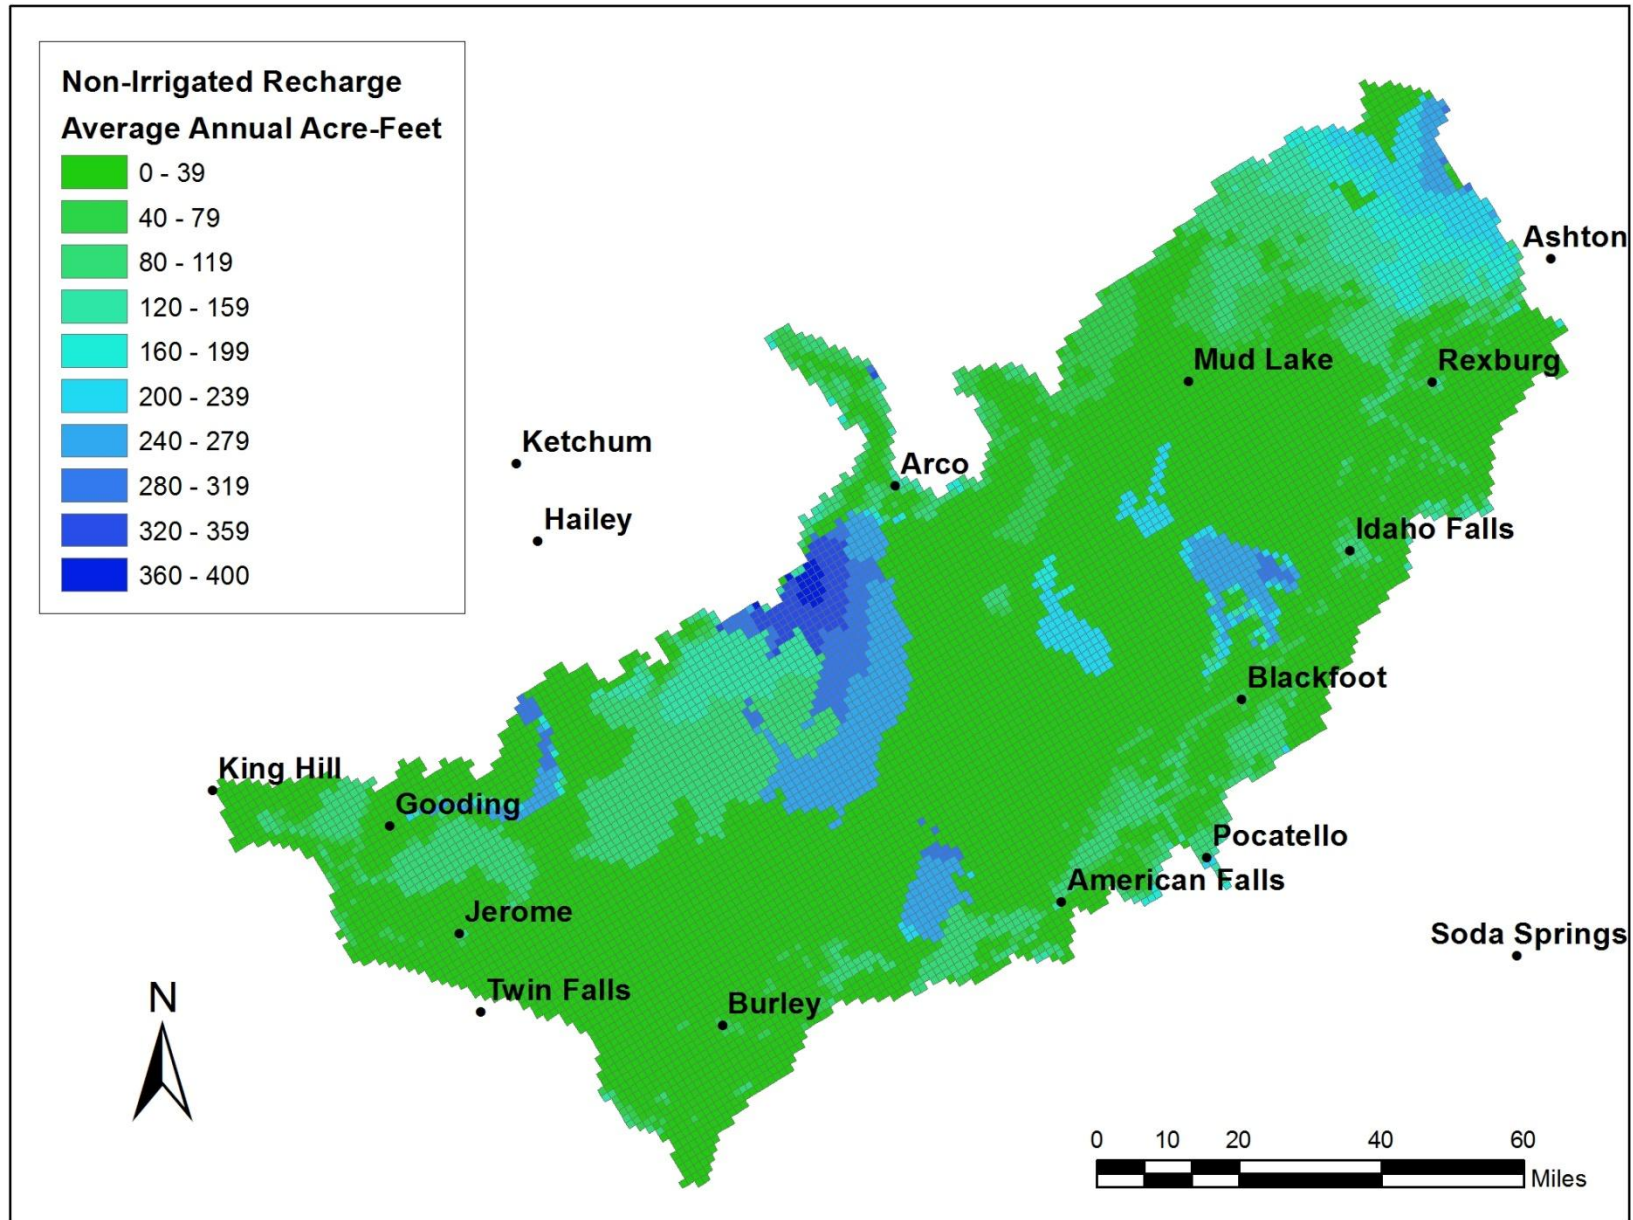 Non-Irrigated Recharge
Average Annual Acre-Feet
0 - 39
40 - 79
80 - 119
120 - 159
160 - 199
200 - 239
240 - 279
280 - 319
320 - 359
360 - 400
Ashton
Mud Lake
Rexburg
Ketchum
Arco
Hailey
Idaho Falls
Blackfoot
King Hill
Gooding
Pocatello
American Falls
Jerome
Soda Springs
Twin Falls
Burley
N
0 10 20 40 60
Miles